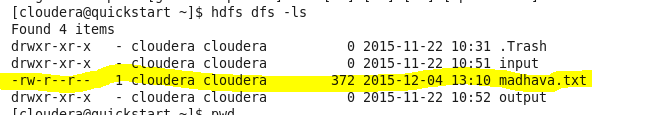 [cloudera@quickstart ~]$ hdfs dfs -ls
Found 4 items
drwxr-xr-x   - cloudera cloudera          0 2015-11-22 10:31 .Trash
drwxr-xr-x   - cloudera cloudera          0 2015-11-22 10:51 input
-rw-r--r--   1 cloudera cloudera        372 2015-12-04 13:10 madhava.txt
drwxr-xr-x   - cloudera cloudera          0 2015-11-22 10:52 output
[cloudera@quickstart ~]$ pwd